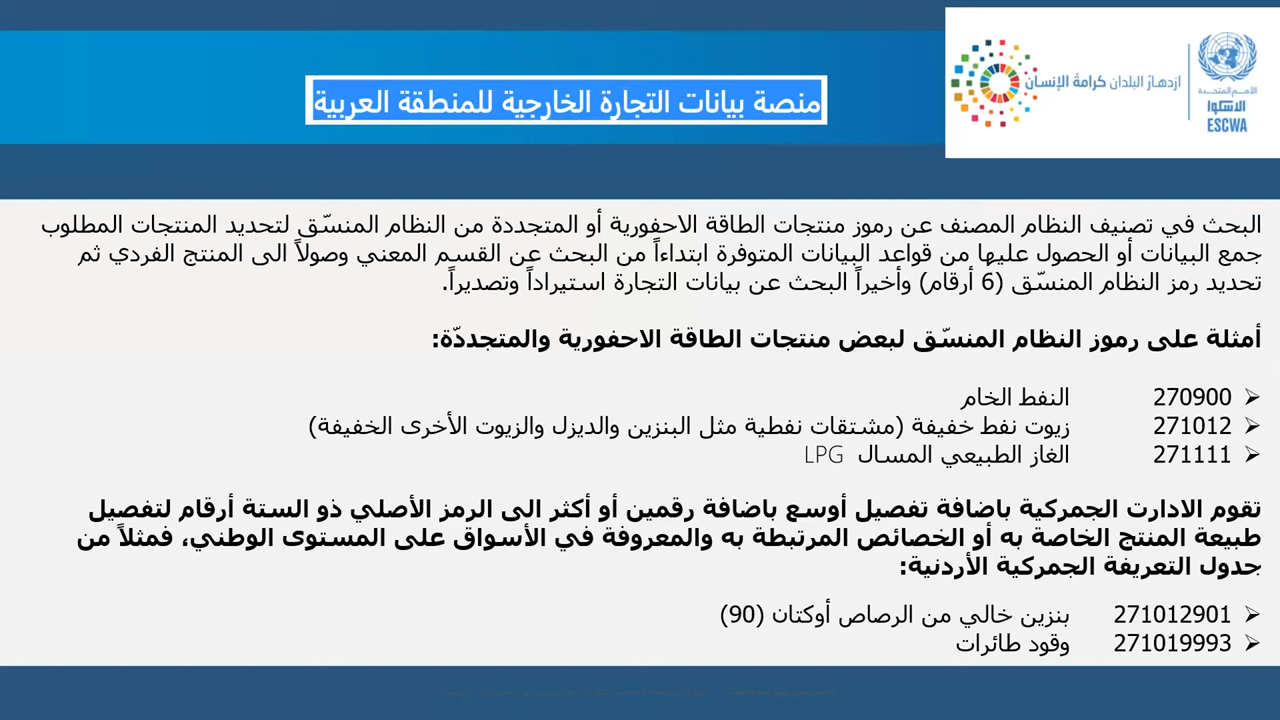 منصة بيانات التجارة الخارجية للمنطقة العربية
ازدهارُ البلدان كرامةُ الإنسان
الأمم المتحدة
الاسكوا
ESCWA
البحث في تصنيف النظام المصنف عن رموز منتجات الطاقة الاحفورية أو المتجددة من النظام المنسّق لتحديد المنتجات المطلوب
جمع البيانات أو الحصول عليها من قواعد البيانات المتوفرة ابتداءاً من البحث عن القسم المعني وصولاً الى المنتج الفردي ثم
تحديد رمز النظام المنسّق (6 أرقام) وأخيراً البحث عن بيانات التجارة استيراداً وتصديراً.
أمثلة على رموز النظام المنسّق لبعض منتجات الطاقة الاحفورية والمتجددّة:
⮚ 270900 النفط الخام
⮚ 271012 زيوت نفط خفيفة (مشتقات نفطية مثل البنزين والديزل والزيوت الأخرى الخفيفة)
⮚ 271111 الغاز الطبيعي المسال LPG
تقوم الادارت الجمركية باضافة تفصيل أوسع باضافة رقمين أو أكثر الى الرمز الأصلي ذو الستة أرقام لتفصيل
طبيعة المنتج الخاصة به أو الخصائص المرتبطة به والمعروفة في الأسواق على المستوى الوطني، فمثلاً من
جدول التعريفة الجمركية الأردنية:
⮚ 271012901 بنزين خالي من الرصاص أوكتان (90)
⮚ 271019993 وقود طائرات